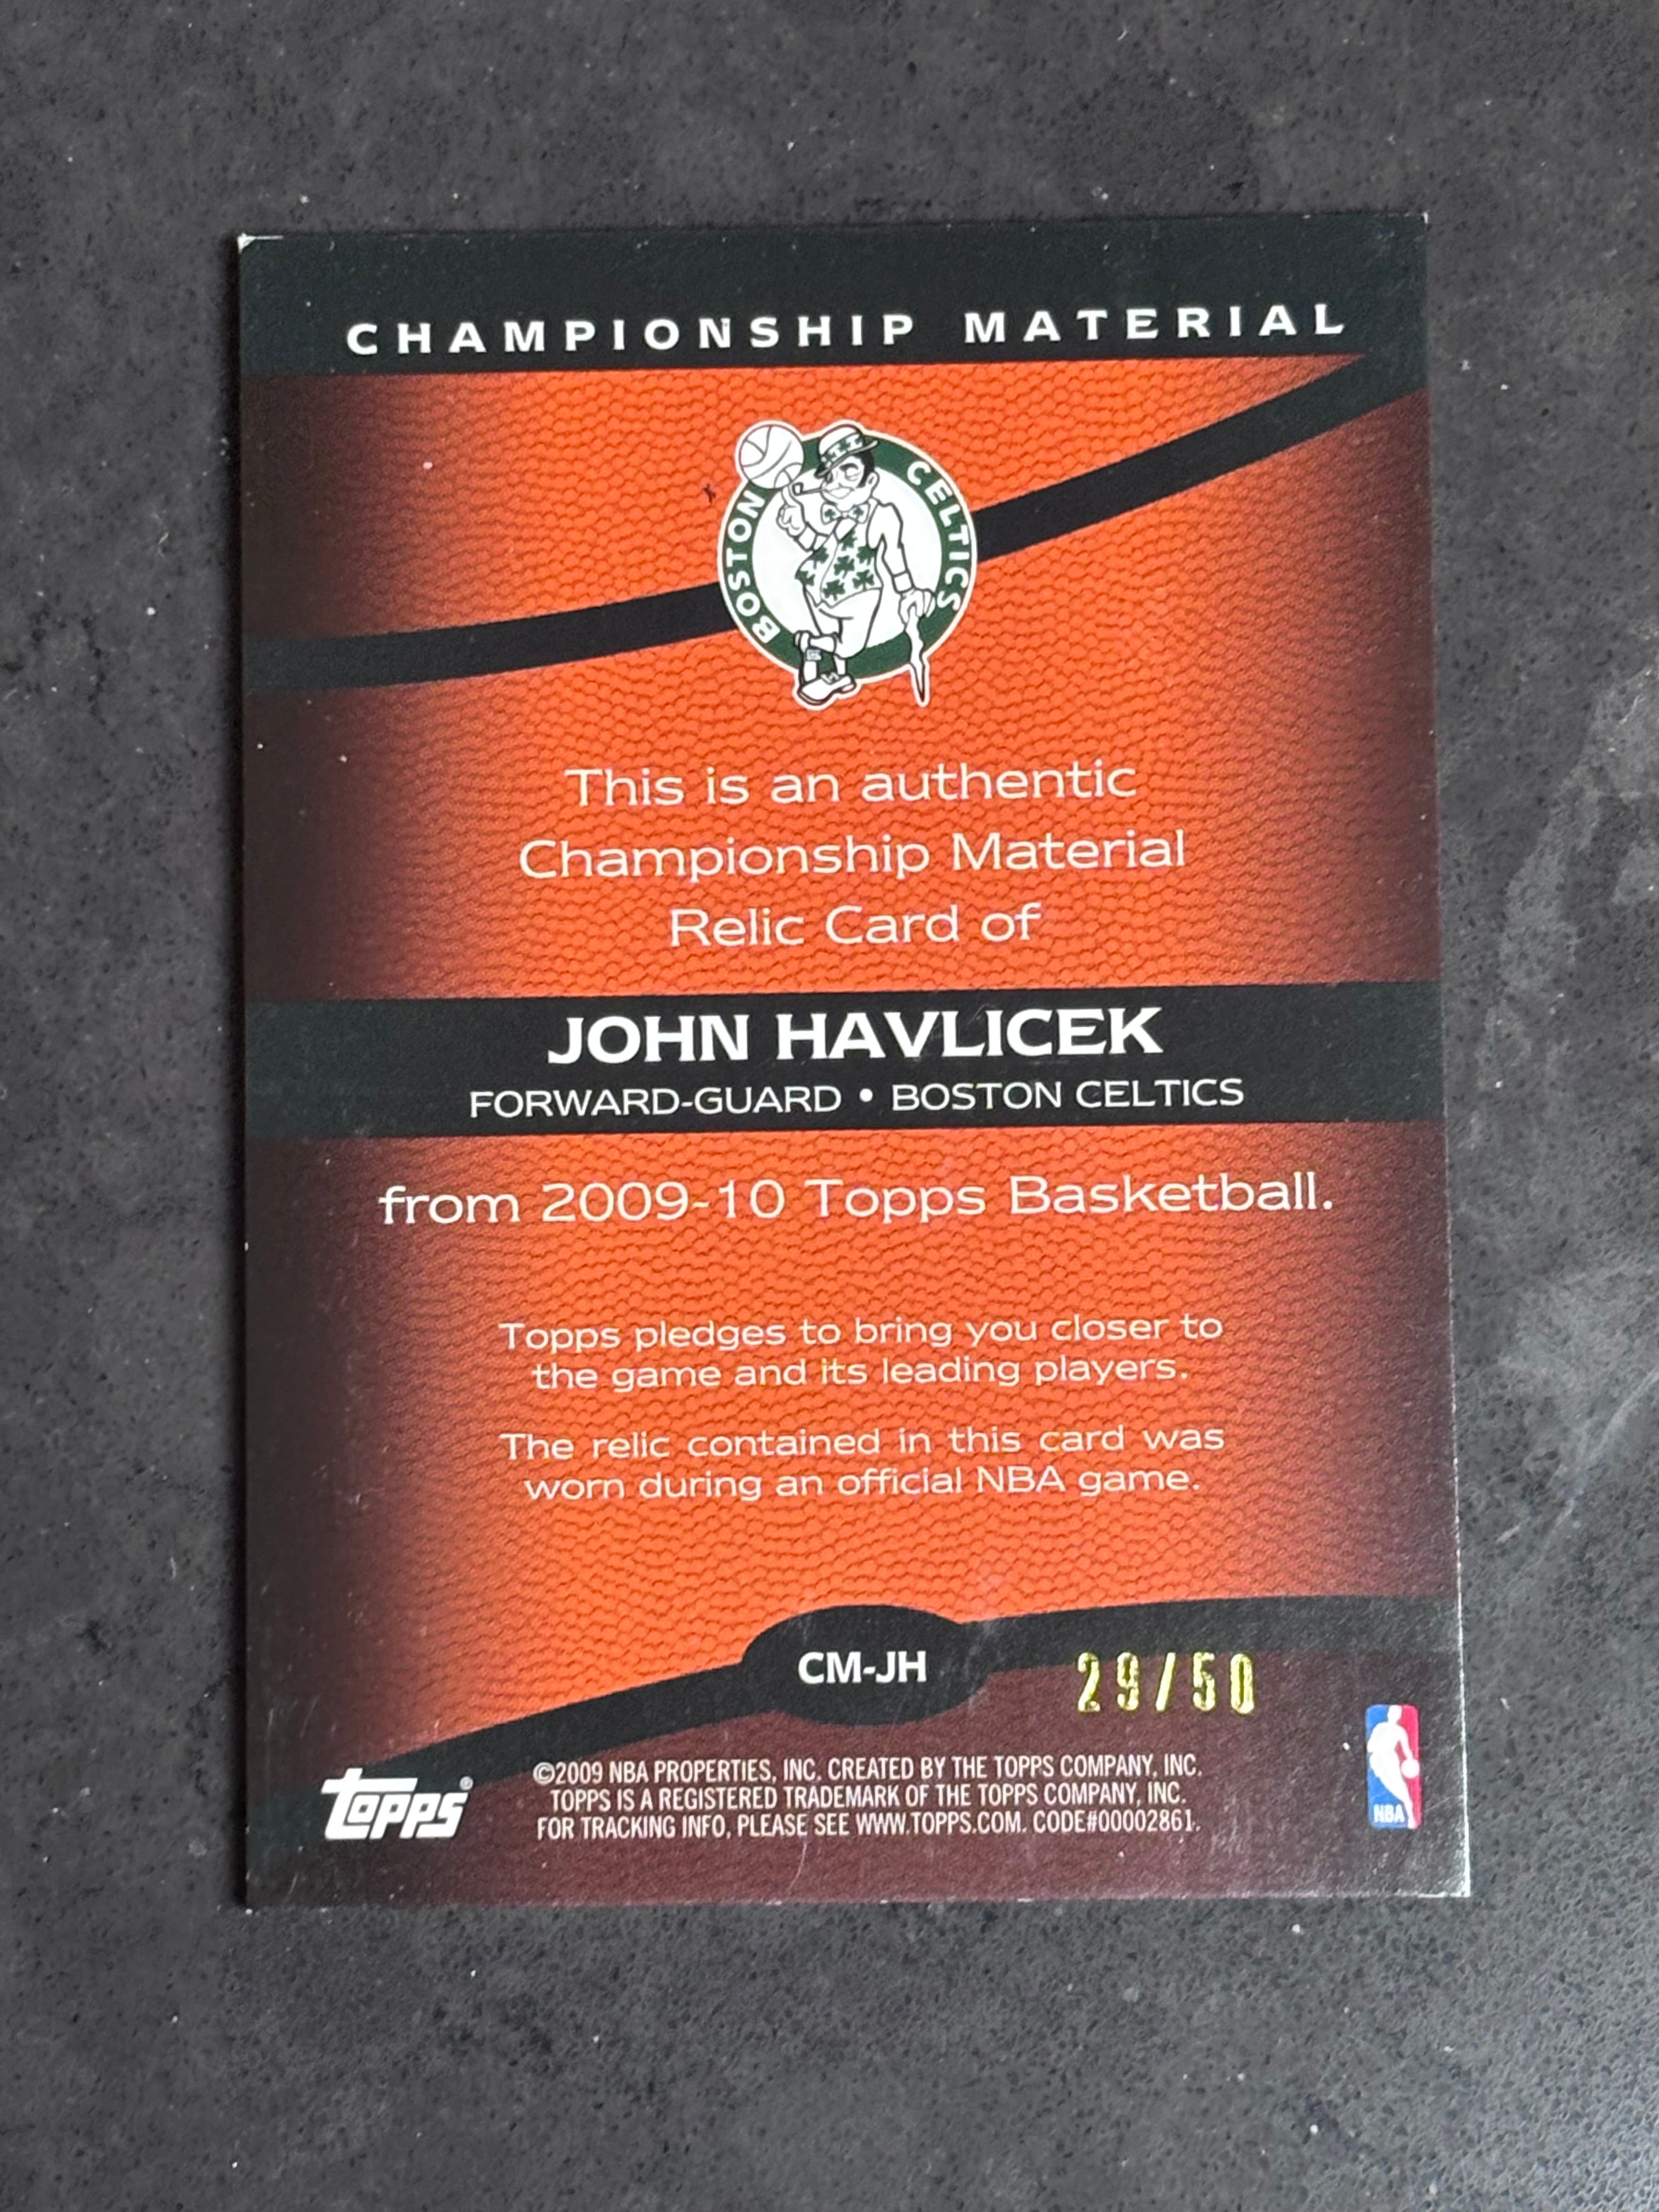 CHAMPIONSHIP MATERIAL
BOSTON CELTICS
This is an authentic
Championship Material
Relic Card of
JOHN HAVLICEK
FORWARD-GUARD • BOSTON CELTICS
from 2009-10 Topps Basketball.
Topps pledges to bring you closer to
the game and its leading players.
The relic contained in this card was
worn during an official NBA game.
CM-JH
29/50
©2009 NBA PROPERTIES, INC. CREATED BY THE TOPPS COMPANY, INC.
TOPPS IS A REGISTERED TRADEMARK OF THE TOPPS COMPANY, INC.
FOR TRACKING INFO, PLEASE SEE WWW.TOPPS.COM. CODE#00002861.
Topps®
NBA